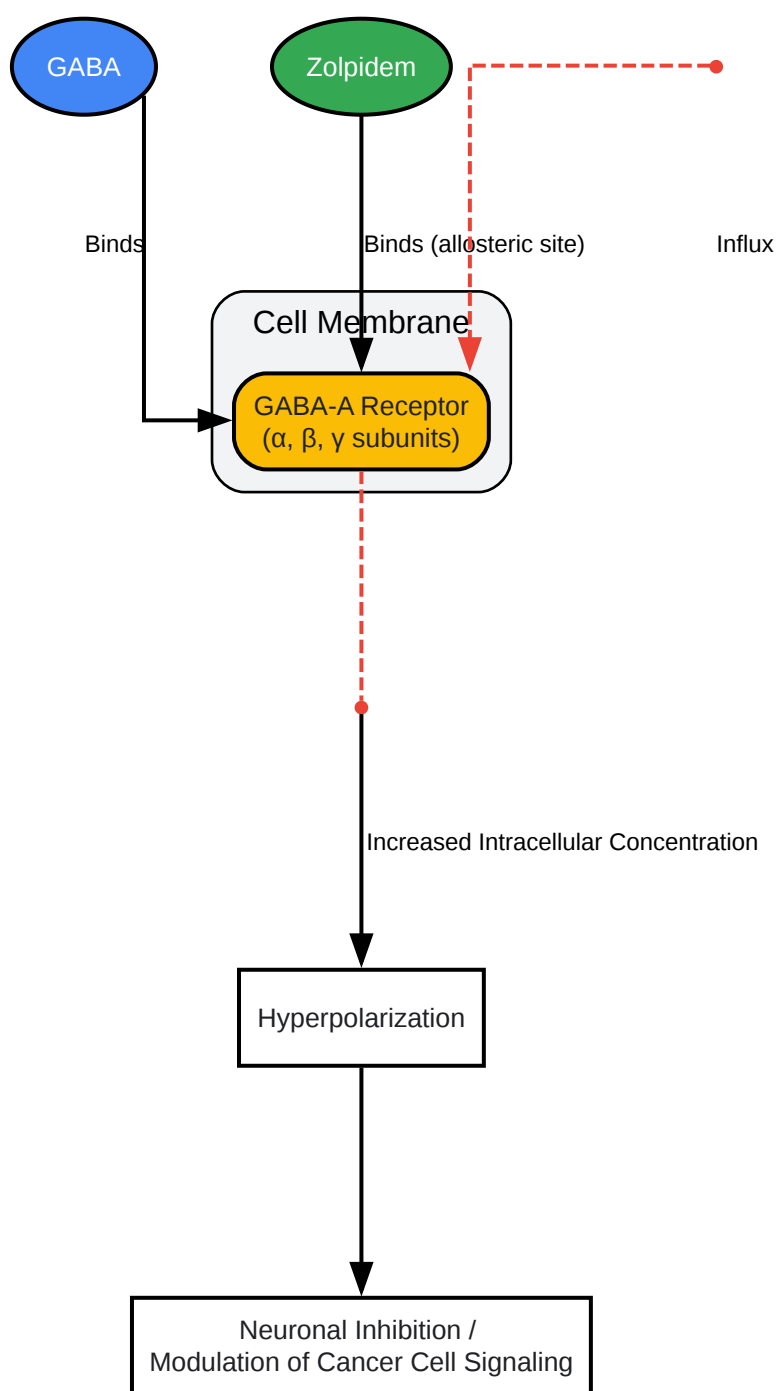 GABA
Zolpidem
Binds
Binds (allosteric site)
Influx
Cell Membrane
GABA-A Receptor
(α, β, γ subunits)
Increased Intracellular Concentration
Hyperpolarization
Neuronal Inhibition /
Modulation of Cancer Cell Signaling